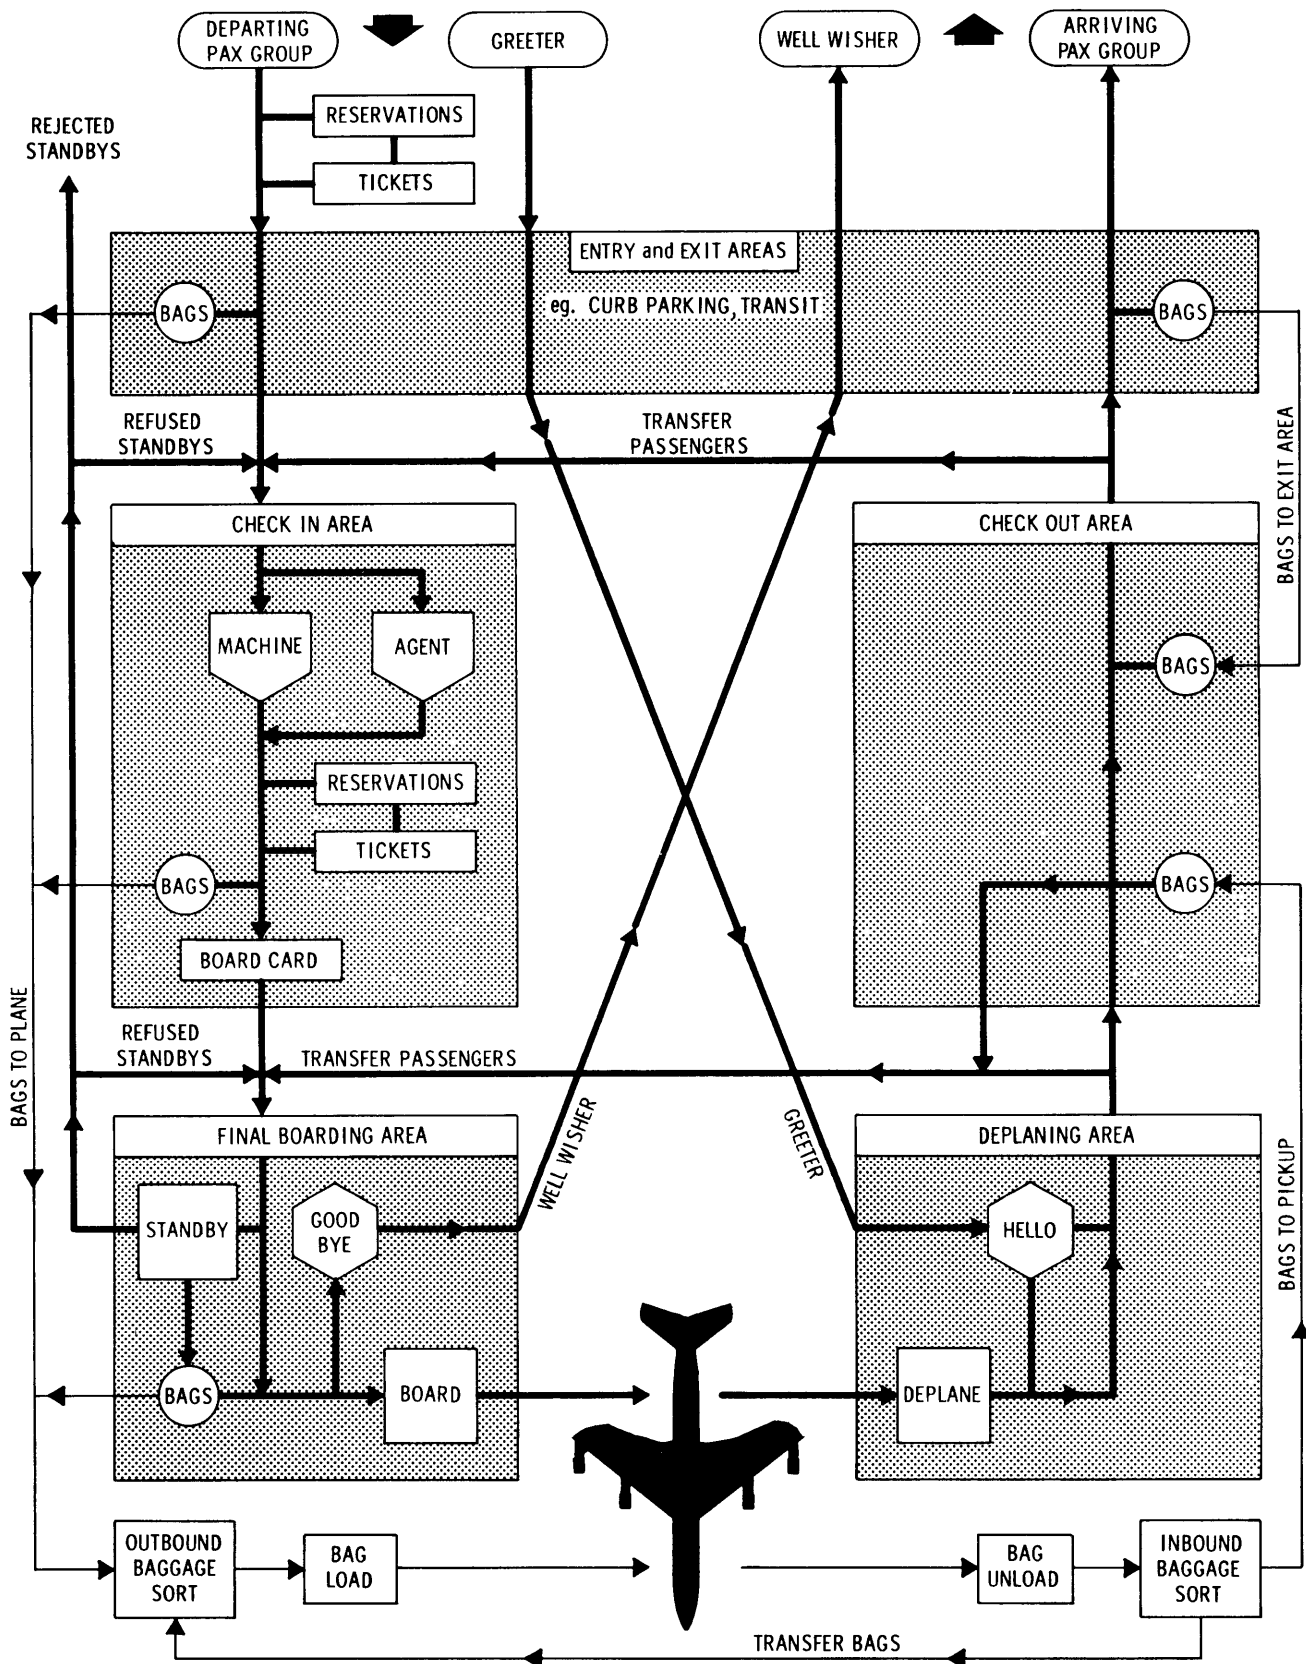 DEPARTING
PAX GROUP
GREETER
WELL WISHER
ARRIVING
PAX GROUP
RESERVATIONS
TICKETS
REJECTED
STANDBYS
ENTRY and EXIT AREAS
eg. CURB PARKING, TRANSIT
BAGS
BAGS
REFUSED
STANDBYS
TRANSFER
PASSENGERS
BAGS TO EXIT AREA
CHECK IN AREA
CHECK OUT AREA
MACHINE
AGENT
BAGS
RESERVATIONS
TICKETS
BAGS
BAGS
BOARD CARD
BAGS TO PLANE
REFUSED
STANDBYS
TRANSFER PASSENGERS
WELL WISHER
GREETER
FINAL BOARDING AREA
DEPLANING AREA
BAGS TO PICKUP
STANDBY
GOOD
BYE
HELLO
BAGS
BOARD
DEPLANE
OUTBOUND
BAGGAGE
SORT
BAG
LOAD
BAG
UNLOAD
INBOUND
BAGGAGE
SORT
TRANSFER BAGS